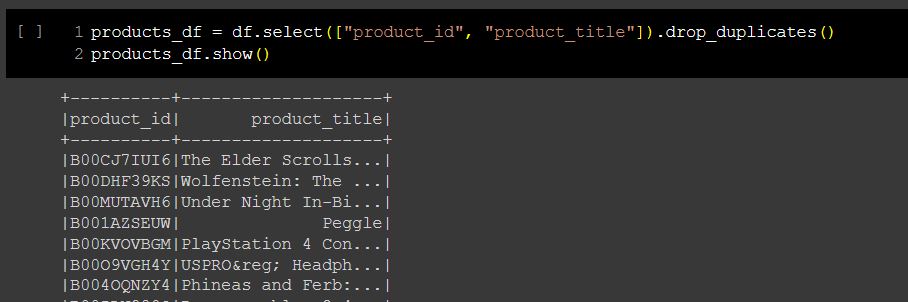 [ ] 1 products_df = df.select(["product_id", "product_title"]).drop_duplicates()
2 products_df.show()
+----------+--------------------+
|product_id|       product_title|
+----------+--------------------+
|B00CJ7IUI6|The Elder Scrolls...|
|B00DHF39KS|Wolfenstein: The ...|
|B00MUTAVH6|Under Night In-Bi...|
|B001AZSEUW|              Peggle|
|B00KVOVBGM|PlayStation 4 Con...|
|B00O9VGH4Y|USPRO&reg; Headph...|
|B004OQNZY4|Phineas and Ferb:...|